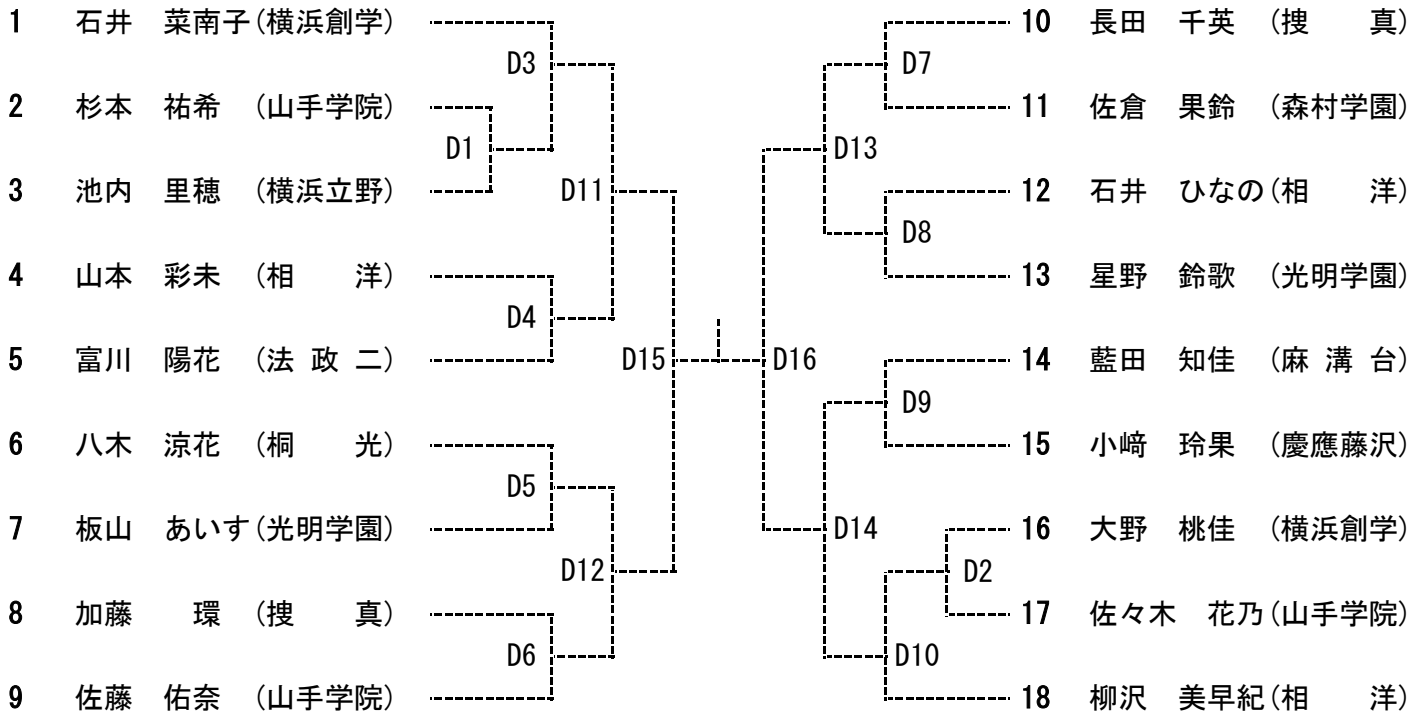 1 石井 菜南子(横浜創学)
D3
2 杉本 祐希 (山手学院)
D1
3 池内 里穂 (横浜立野)
D11
4 山本 彩未 (相 洋)
D4
5 富川 陽花 (法 政 二)
D15
6 八木 涼花 (桐 光)
D5
7 板山 あいす(光明学園)
D12
8 加藤 環 (捜 真)
D6
9 佐藤 佑奈 (山手学院)
10 長田 千英 (捜 真)
D7
11 佐倉 果鈴 (森村学園)
D13
12 石井 ひなの(相 洋)
D8
13 星野 鈴歌 (光明学園)
D16
14 藍田 知佳 (麻 溝 台)
D9
15 小﨑 玲果 (慶應藤沢)
D14
16 大野 桃佳 (横浜創学)
D2
17 佐々木 花乃(山手学院)
D10
18 柳沢 美早紀(相 洋)